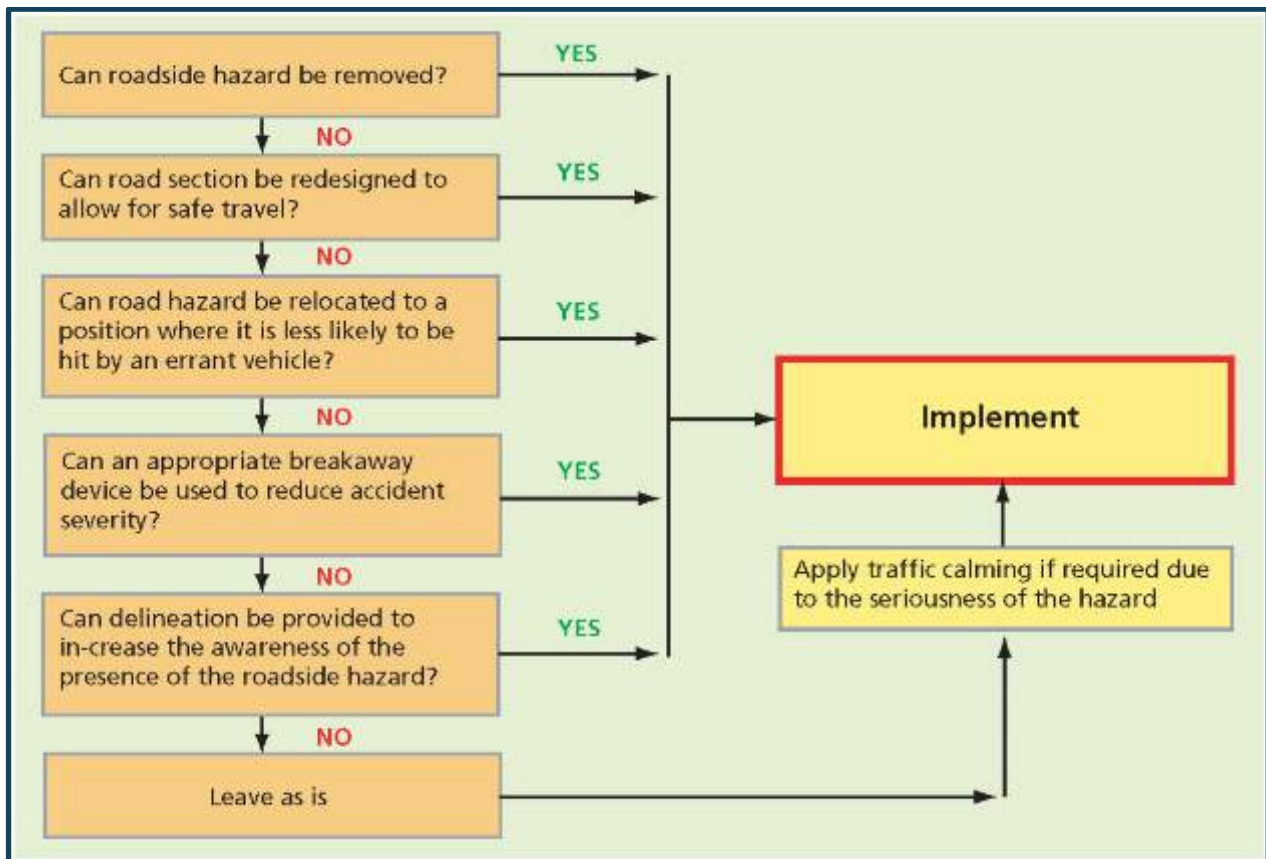 Can roadside hazard be removed?
YES
NO
Can road section be redesigned to
allow for safe travel?
YES
NO
Can road hazard be relocated to a
position where it is less likely to be
hit by an errant vehicle?
YES
NO
Can an appropriate breakaway
device be used to reduce accident
severity?
YES
NO
Can delineation be provided to
in-crease the awareness of the
presence of the roadside hazard?
YES
NO
Leave as is
Implement
Apply traffic calming if required due
to the seriousness of the hazard